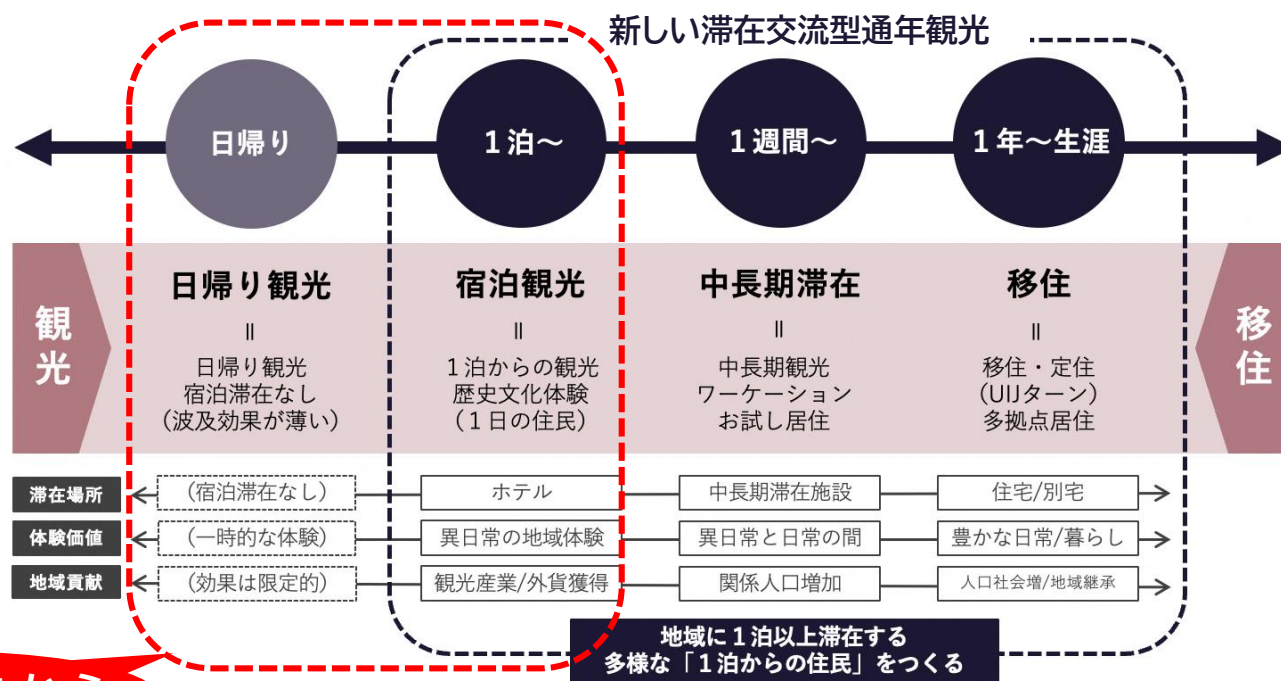 新しい滞在交流型通年観光
日帰り
1泊〜
1週間〜
1年〜生涯
観光
移住
日帰り観光
=
日帰り観光
宿泊滞在なし
(波及効果が薄い)
宿泊観光
=
1泊からの観光
歴史文化体験
(1日の住民)
中長期滞在
=
中長期観光
ワーケーション
お試し居住
移住
=
移住・定住
(UIJターン)
多拠点居住
滞在場所
(宿泊滞在なし)
ホテル
中長期滞在施設
住宅/別宅
体験価値
(一時的な体験)
異日常の地域体験
異日常と日常の間
豊かな日常/暮らし
地域貢献
(効果は限定的)
観光産業/外貨獲得
関係人口増加
人口社会増/地域継承
地域に1泊以上滞在する
多様な「1泊からの住民」をつくる